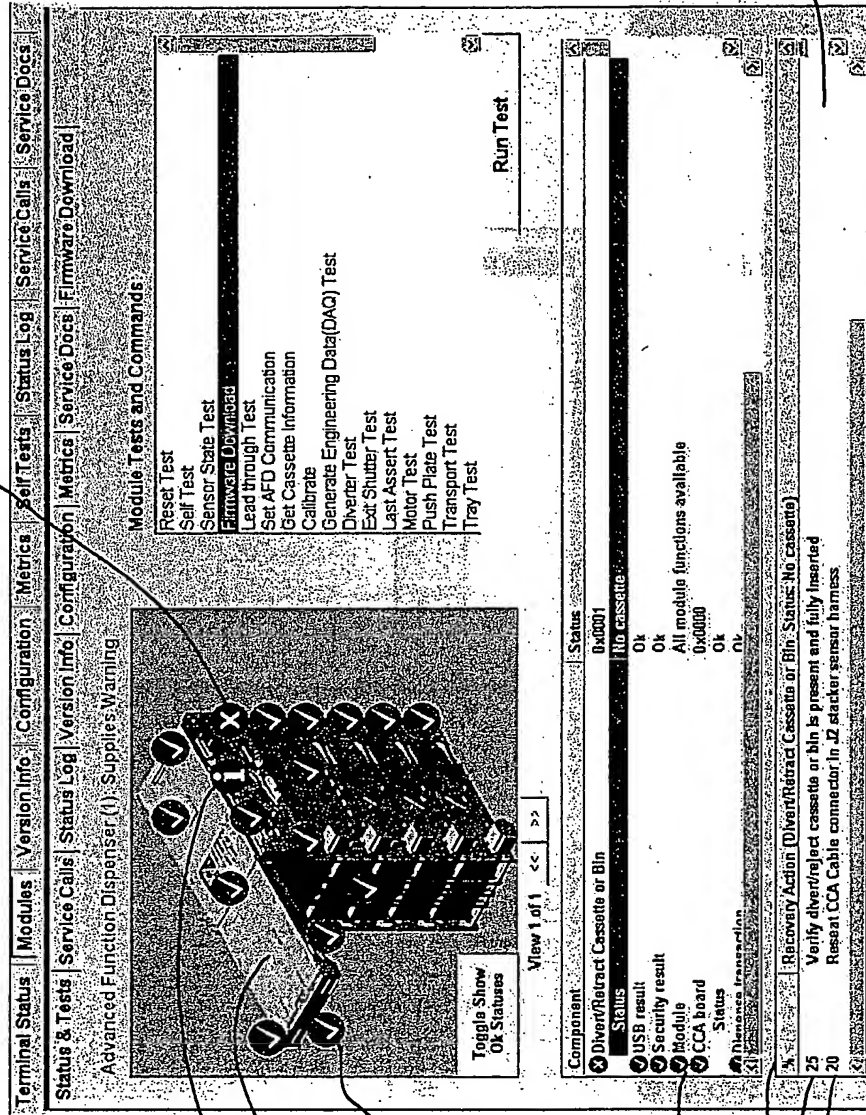 Terminal Status Modules Version Info Configuration Metrics Self Tests Status Log Service Calls Service Docs
Status & Tests Service Calls Status Log Version Info Configuration Metrics Service Docs Firmware Download
Advanced Function Dispenser (1): Supplies Warning
Toggle Show Ok Statuses
View 1 of 1 << >>
Module Tests and Commands:
Reset Test
Self Test
Sensor State Test
Firmware Download
Lead through Test
Set AFD Communication
Get Cassette Information
Calibrate
Generate Engineering Data(DAQ) Test
Diverter Test
Exit Shutter Test
Last Assert Test
Motor Test
Push Plate Test
Transport Test
Tray Test
Run Test
Component Status
Divert/Retract Cassette or Bin 0x0001
Status No cassette
USB result Ok
Security result Ok
Module All module functions available
CCA board 0x0000
Status Ok
Dispense transaction Ok
% Recovery Action (Divert/Retract Cassette or Bin Status: No cassette)
25 Verify divert/reject cassette or bin is present and fully inserted
20 Reseat CCA Cable connector in J2 stacker sensor harness